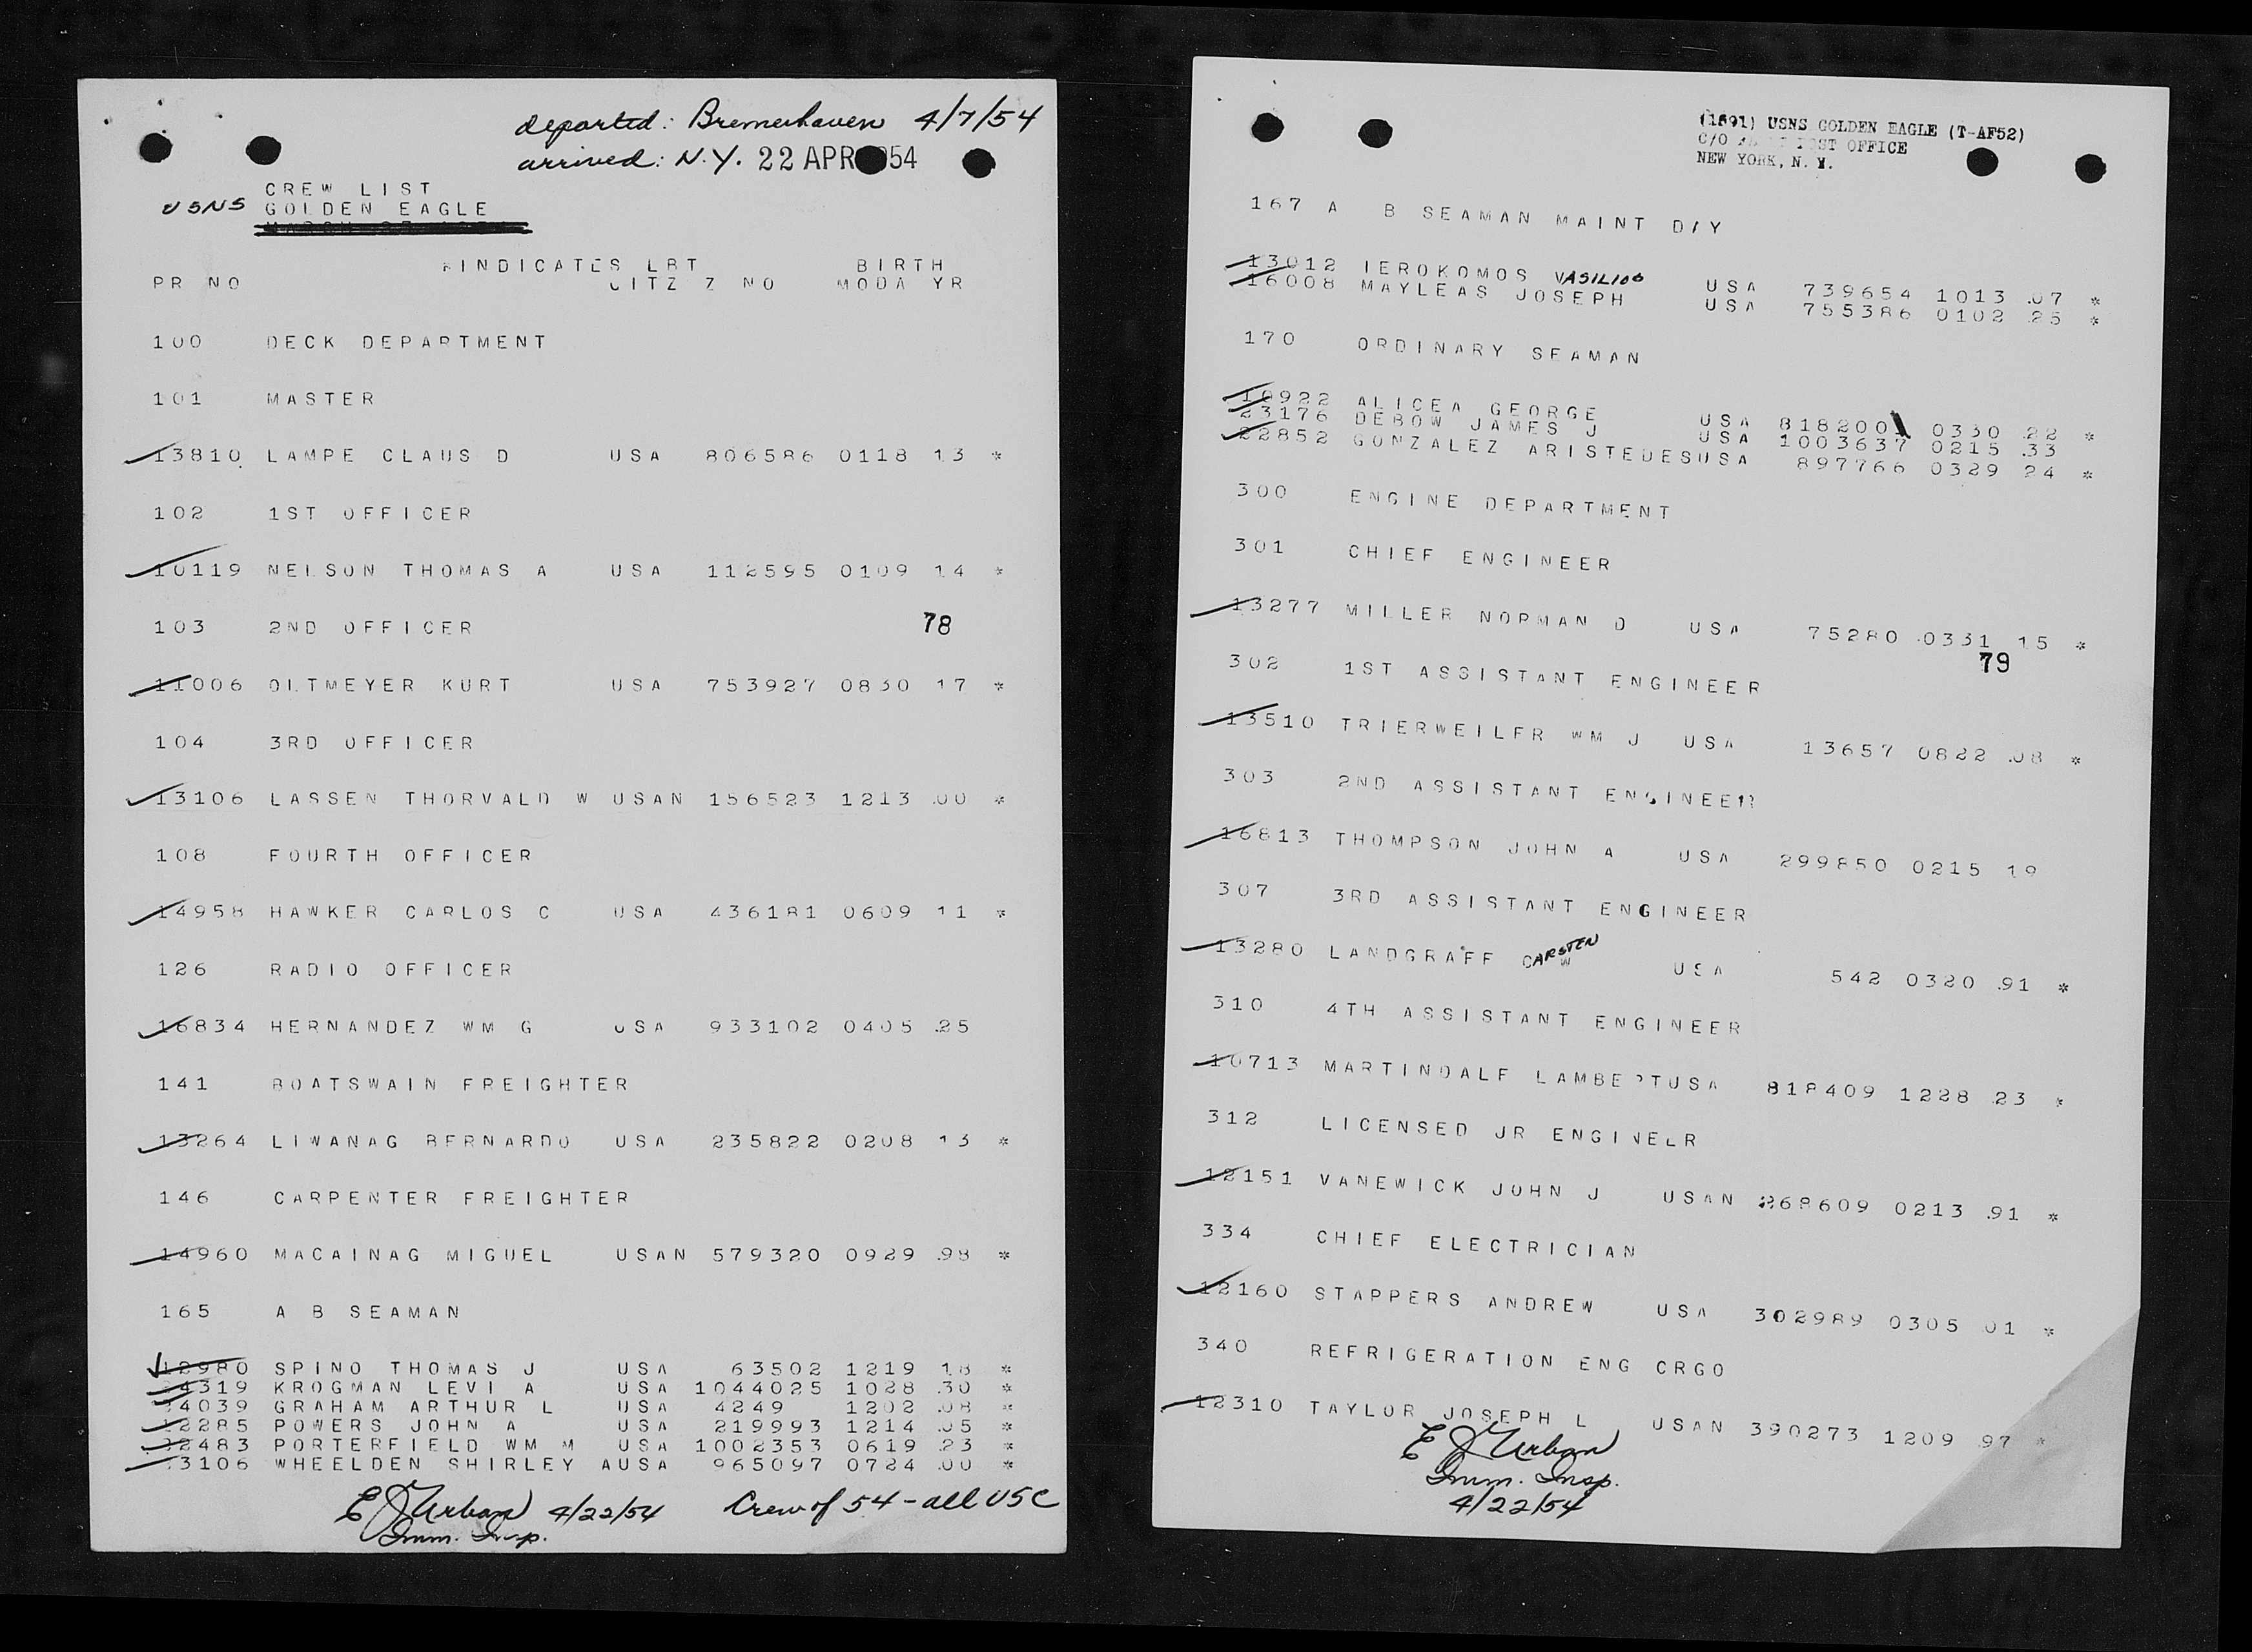 departed: Bremerhaven 4/7/54
arrived: N.Y. 22 APR 54
CREW LIST
USNS GOLDEN EAGLE
*INDICATES LBT BIRTH
PR NO CITZ Z NO MODA YR
100 DECK DEPARTMENT
101 MASTER
13810 LAMPE CLAUS D USA 806586 0118 13 *
102 1ST OFFICER
10119 NELSON THOMAS A USA 112595 0109 14 *
103 2ND OFFICER 78
11006 OLTMEYER KURT USA 753927 0830 17 *
104 3RD OFFICER
13106 LASSEN THORVALD W USAN 156523 1213 .00 *
108 FOURTH OFFICER
14958 HAWKER CARLOS C USA 436181 0609 11 *
126 RADIO OFFICER
16834 HERNANDEZ WM G USA 933102 0405 .25
141 BOATSWAIN FREIGHTER
13264 LIWANAG BERNARDO USA 235822 0208 13 *
146 CARPENTER FREIGHTER
14960 MACAINAG MIGUEL USAN 579320 0929 .98 *
165 A B SEAMAN
12980 SPINO THOMAS J USA 63502 1219 18 *
4319 KROGMAN LEVI A USA 1044025 1028 .30 *
4039 GRAHAM ARTHUR L USA 4249 1202 .08 *
12285 POWERS JOHN A USA 219993 1214 .05 *
22483 PORTERFIELD WM M USA 1002353 0619 .23 *
3106 WHEELDEN SHIRLEY AUSA 965097 0724 .00 *
E J Urban 4/22/54 Crew of 54 - all USC
Imm. Insp.
(1891) USNS GOLDEN EAGLE (T-AF52)
C/O POST OFFICE
NEW YORK, N. Y.
167 A B SEAMAN MAINT D/Y
13012 IEROKOMOS VASILIOS USA 739654 1013 .07 *
16008 MAYLEAS JOSEPH USA 755386 0102 .25 *
170 ORDINARY SEAMAN
10922 ALICEA GEORGE USA 818200 0330 .22 *
23176 DEBOW JAMES J USA 1003637 0215 .33
22852 GONZALEZ ARISTEDESUSA 897766 0329 24 *
300 ENGINE DEPARTMENT
301 CHIEF ENGINEER
13277 MILLER NORMAN D USA 75280 0331 15 *
302 1ST ASSISTANT ENGINEER 79
13510 TRIERWEILER WM J USA 13657 0822 .08 *
303 2ND ASSISTANT ENGINEER
16813 THOMPSON JOHN A USA 299850 0215 19
307 3RD ASSISTANT ENGINEER
13280 LANDGRAFF CARSTEN W USA 542 0320 .91 *
310 4TH ASSISTANT ENGINEER
10713 MARTINDALE LAMBERTUSA 818409 1228 23 *
312 LICENSED JR ENGINEER
12151 VANEWICK JOHN J USAN 268609 0213 .91 *
334 CHIEF ELECTRICIAN
12160 STAPPERS ANDREW USA 302989 0305 01 *
340 REFRIGERATION ENG CRGO
12310 TAYLOR JOSEPH L USAN 390273 1209 .97 *
E J Urban
Imm. Insp.
4/22/54